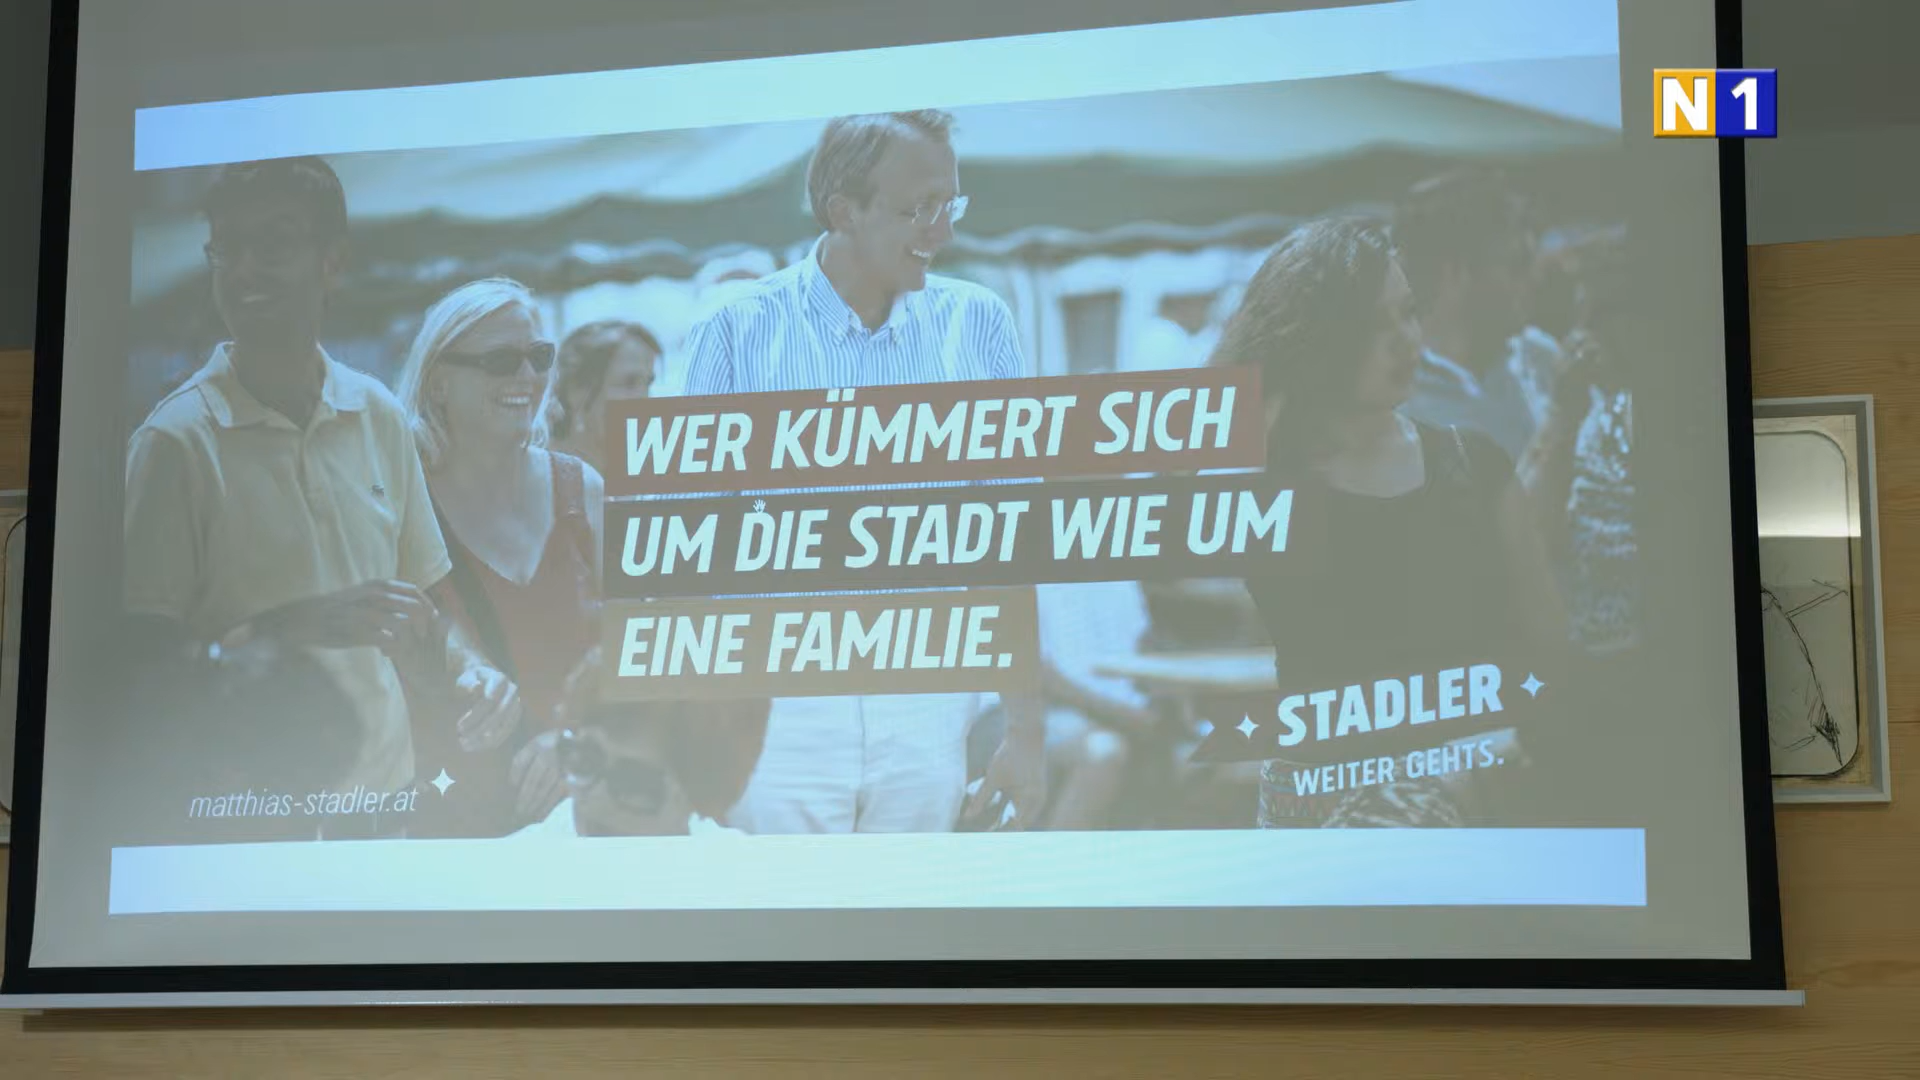 N1
WER KÜMMERT SICH
UM DIE STADT WIE UM
EINE FAMILIE.
STADLER
WEITER GEHTS.
matthias-stadler.at